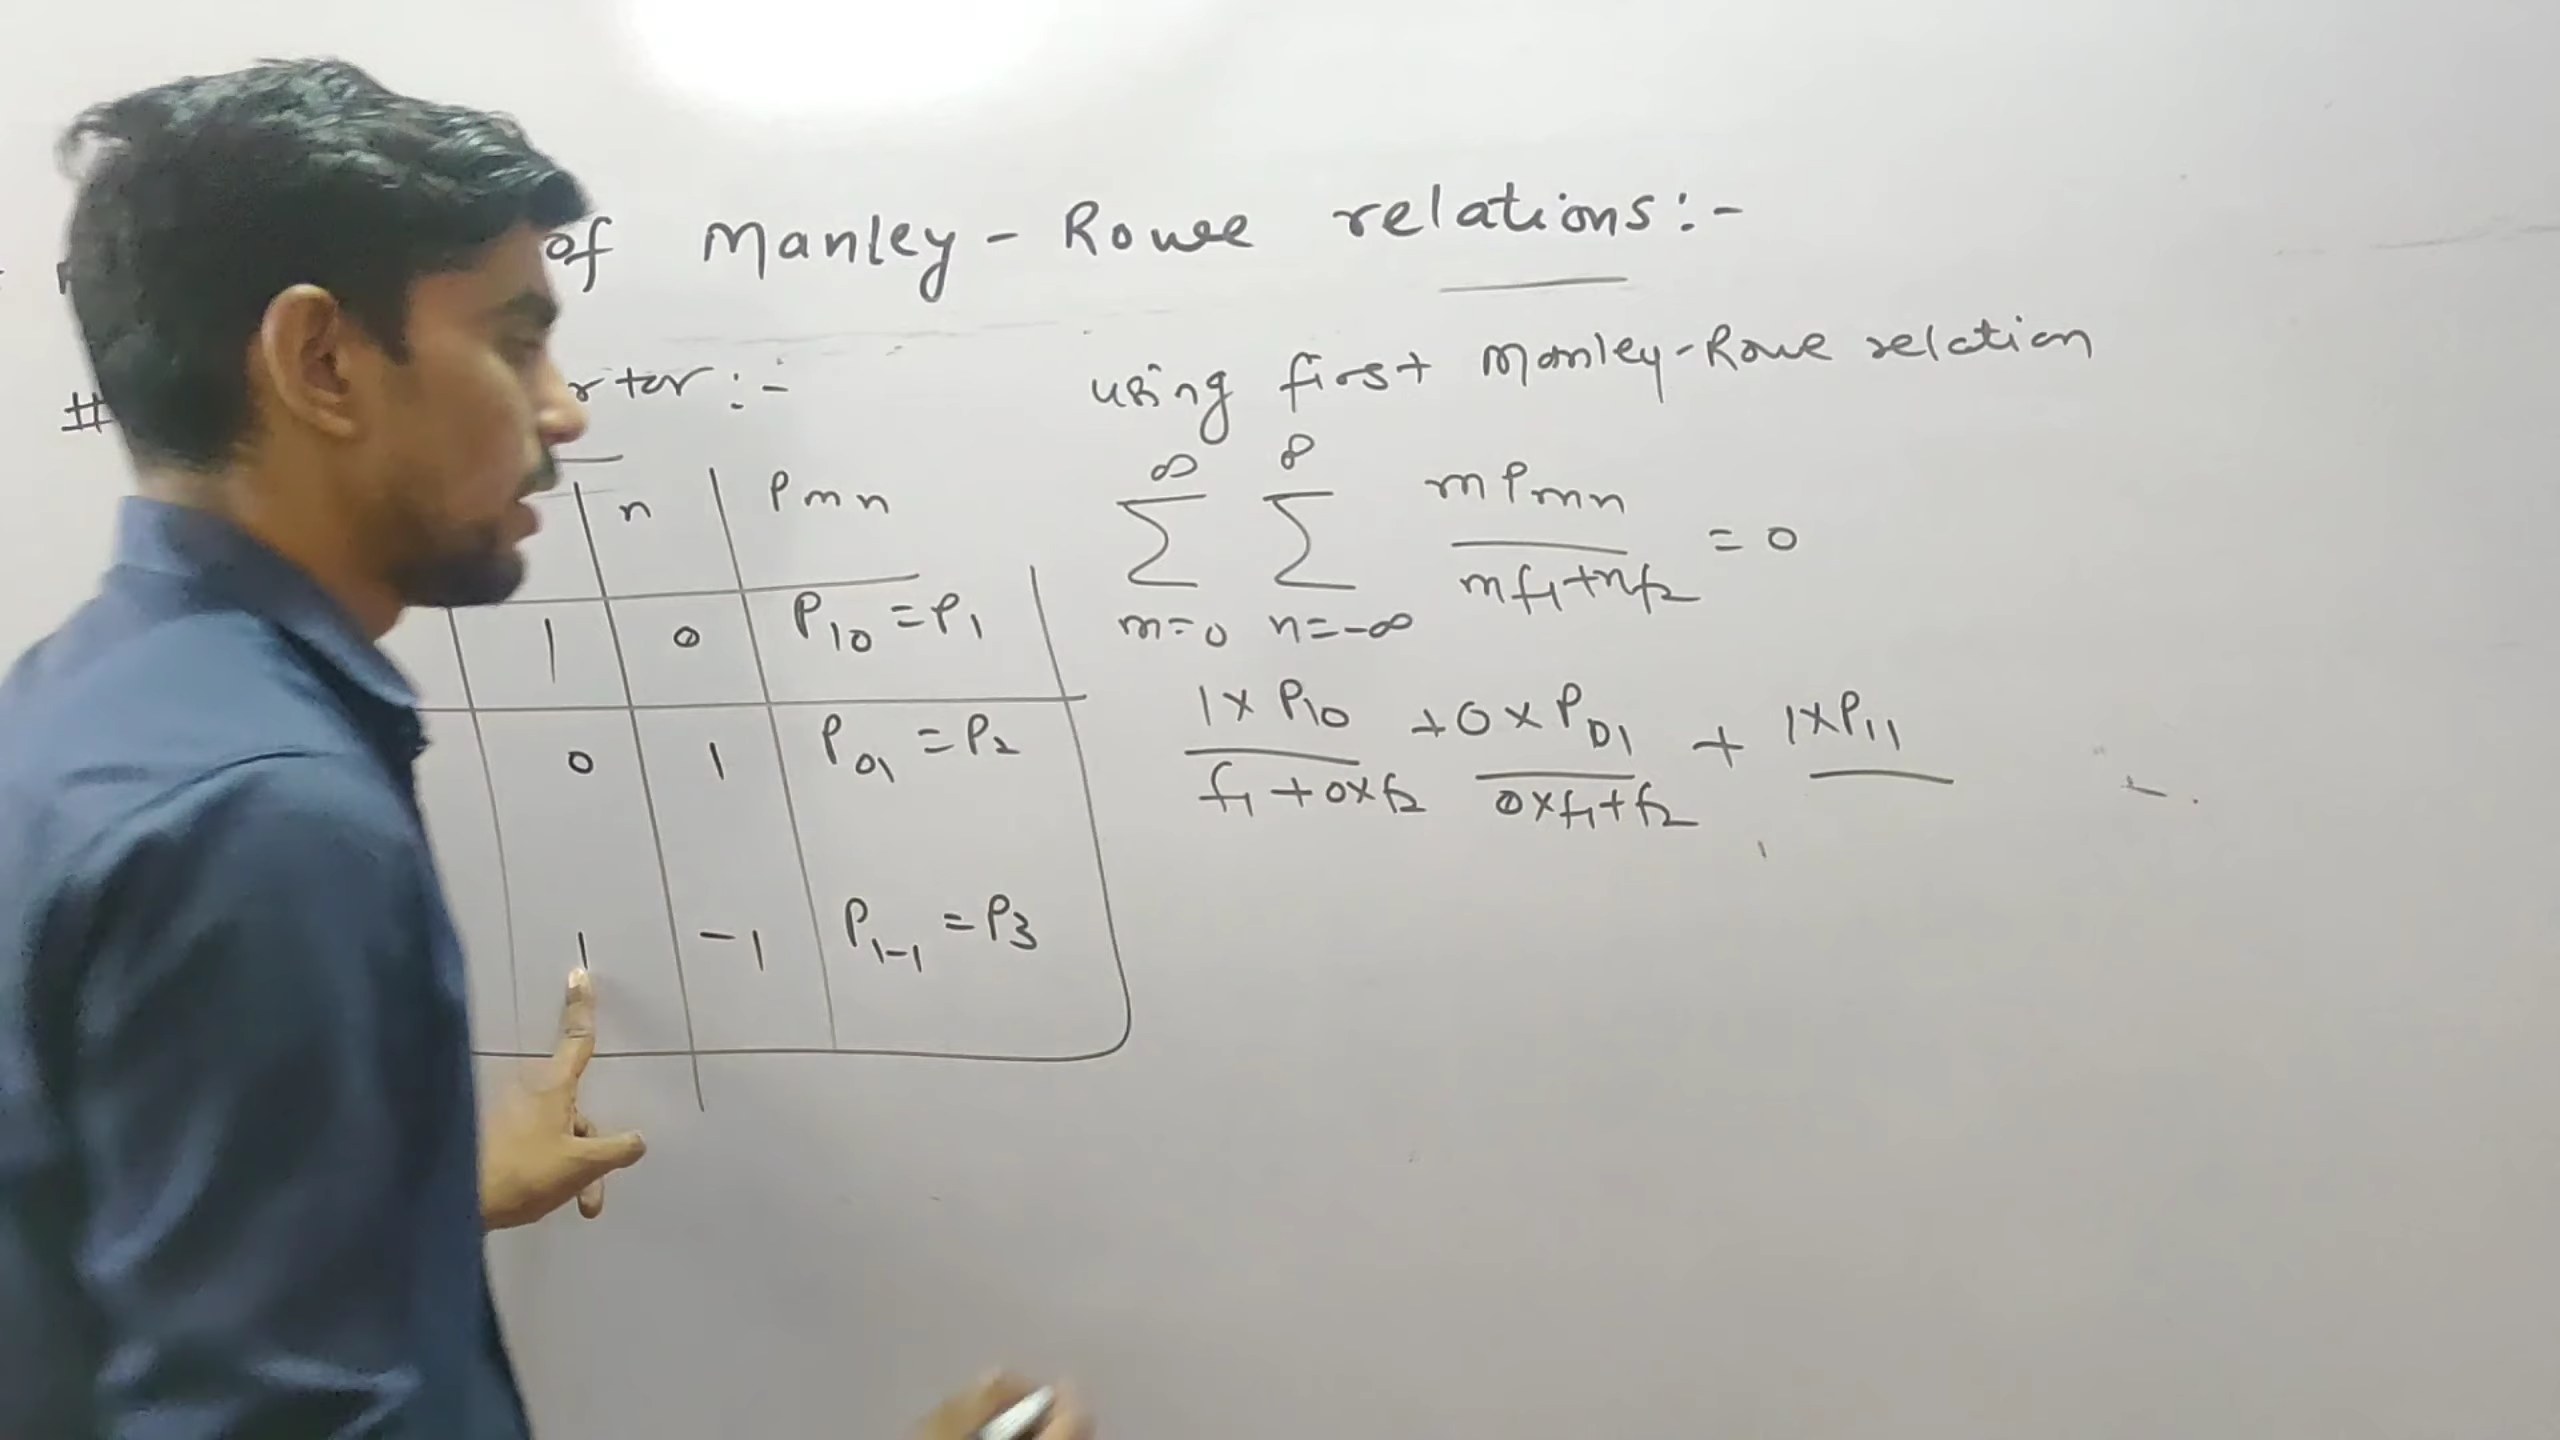 of Manley-Rowe relations:-
# rter:-
n Pmn
1 0 P10 = P1
0 1 P01 = P2
1 -1 P1-1 = P3
using first Manley-Rowe relation
∞ ∞
∑ ∑ mPmn / mf1+nf2 = 0
m=0 n=-∞
1×P10 / f1+0×f2 + 0×P01 / 0×f1+f2 + 1×P11